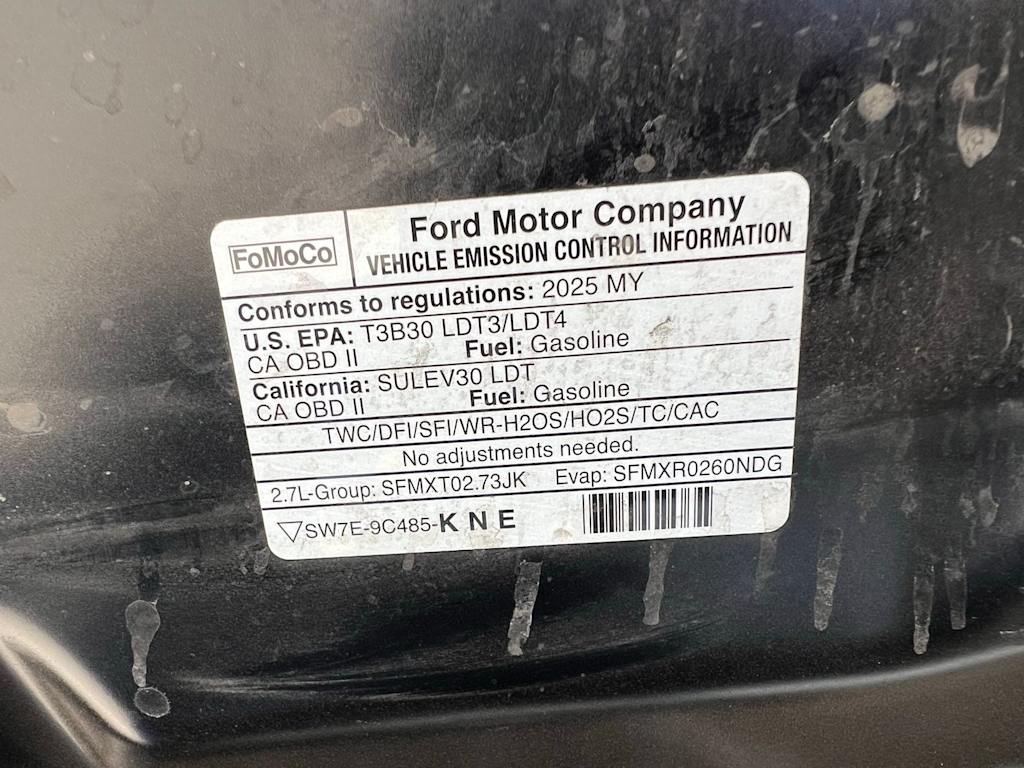 FoMoCo
Ford Motor Company
VEHICLE EMISSION CONTROL INFORMATION
Conforms to regulations: 2025 MY
U.S. EPA: T3B30 LDT3/LDT4
CA OBD II Fuel: Gasoline
California: SULEV30 LDT
CA OBD II Fuel: Gasoline
TWC/DFI/SFI/WR-H2OS/HO2S/TC/CAC
No adjustments needed.
2.7L-Group: SFMXT02.73JK Evap: SFMXR0260NDG
SW7E-9C485-K N E